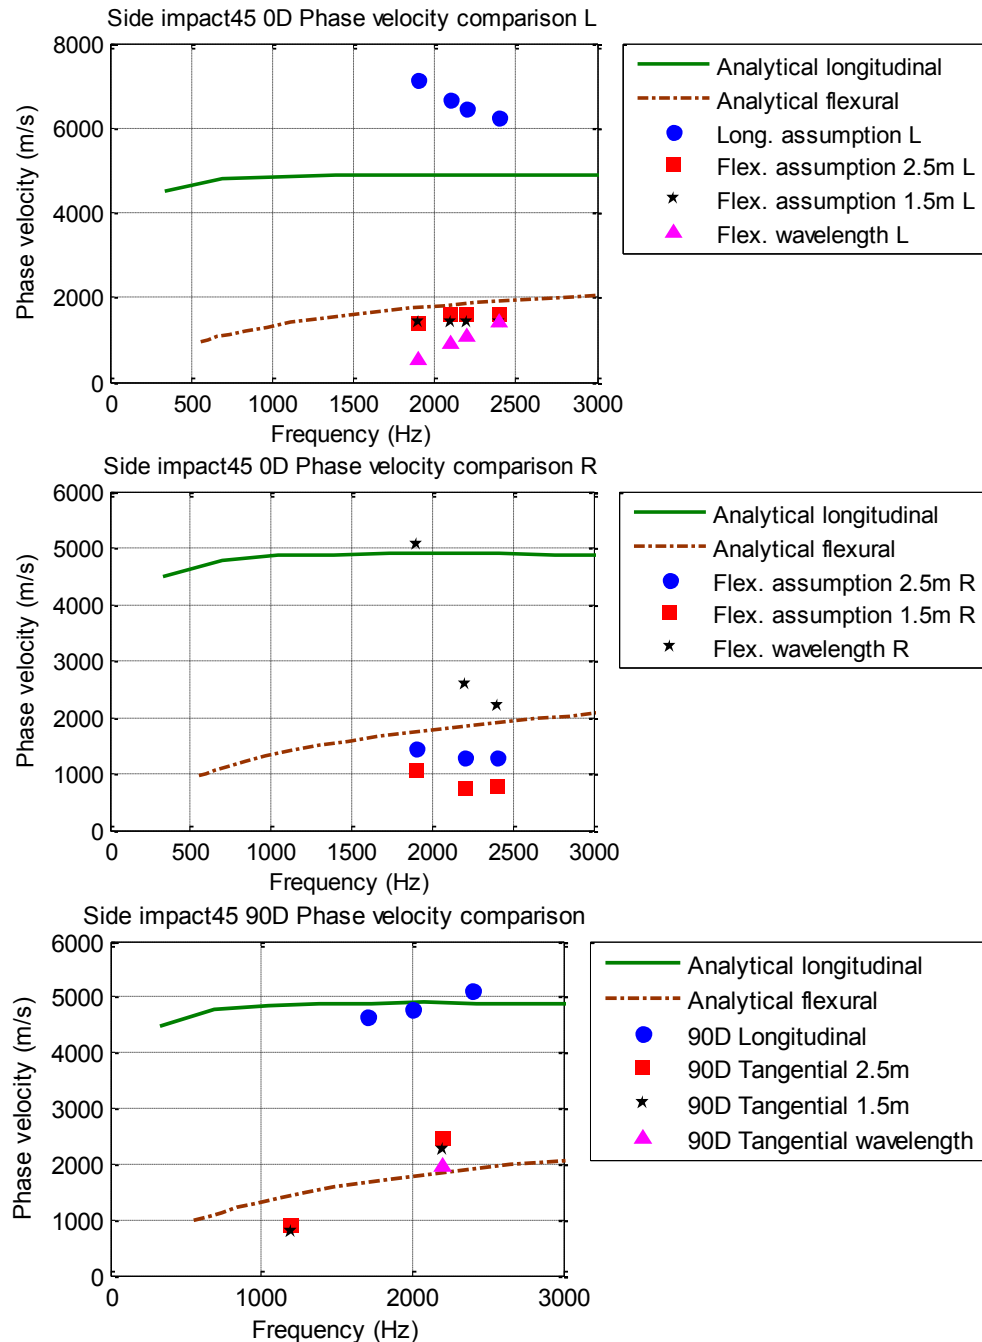 Side impact45 0D Phase velocity comparison L
8000
6000
4000
2000
0
Phase velocity (m/s)
0 500 1000 1500 2000 2500 3000
Frequency (Hz)
Analytical longitudinal
Analytical flexural
Long. assumption L
Flex. assumption 2.5m L
Flex. assumption 1.5m L
Flex. wavelength L
Side impact45 0D Phase velocity comparison R
6000
5000
4000
3000
2000
1000
0
Phase velocity (m/s)
0 500 1000 1500 2000 2500 3000
Frequency (Hz)
Analytical longitudinal
Analytical flexural
Flex. assumption 2.5m R
Flex. assumption 1.5m R
Flex. wavelength R
Side impact45 90D Phase velocity comparison
6000
5000
4000
3000
2000
1000
0
Phase velocity (m/s)
0 1000 2000 3000
Frequency (Hz)
Analytical longitudinal
Analytical flexural
90D Longitudinal
90D Tangential 2.5m
90D Tangential 1.5m
90D Tangential wavelength